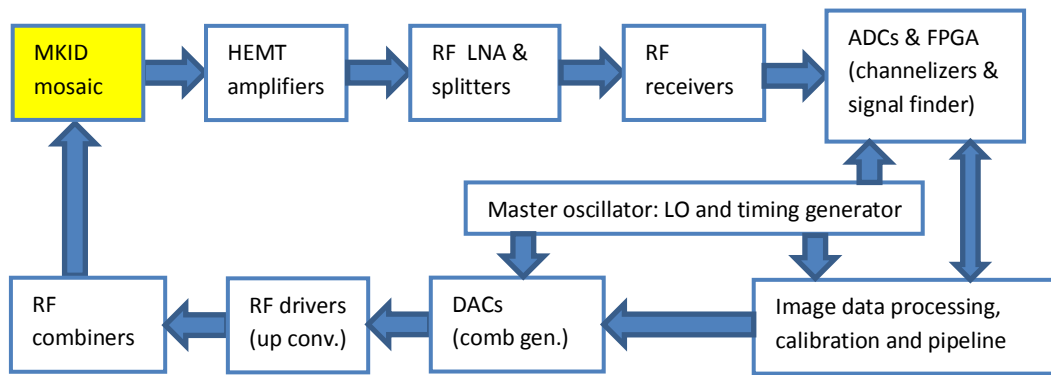 MKID
mosaic
HEMT
amplifiers
RF LNA &
splitters
RF
receivers
ADCs & FPGA
(channelizers &
signal finder)
Master oscillator: LO and timing generator
RF
combiners
RF drivers
(up conv.)
DACs
(comb gen.)
Image data processing,
calibration and pipeline